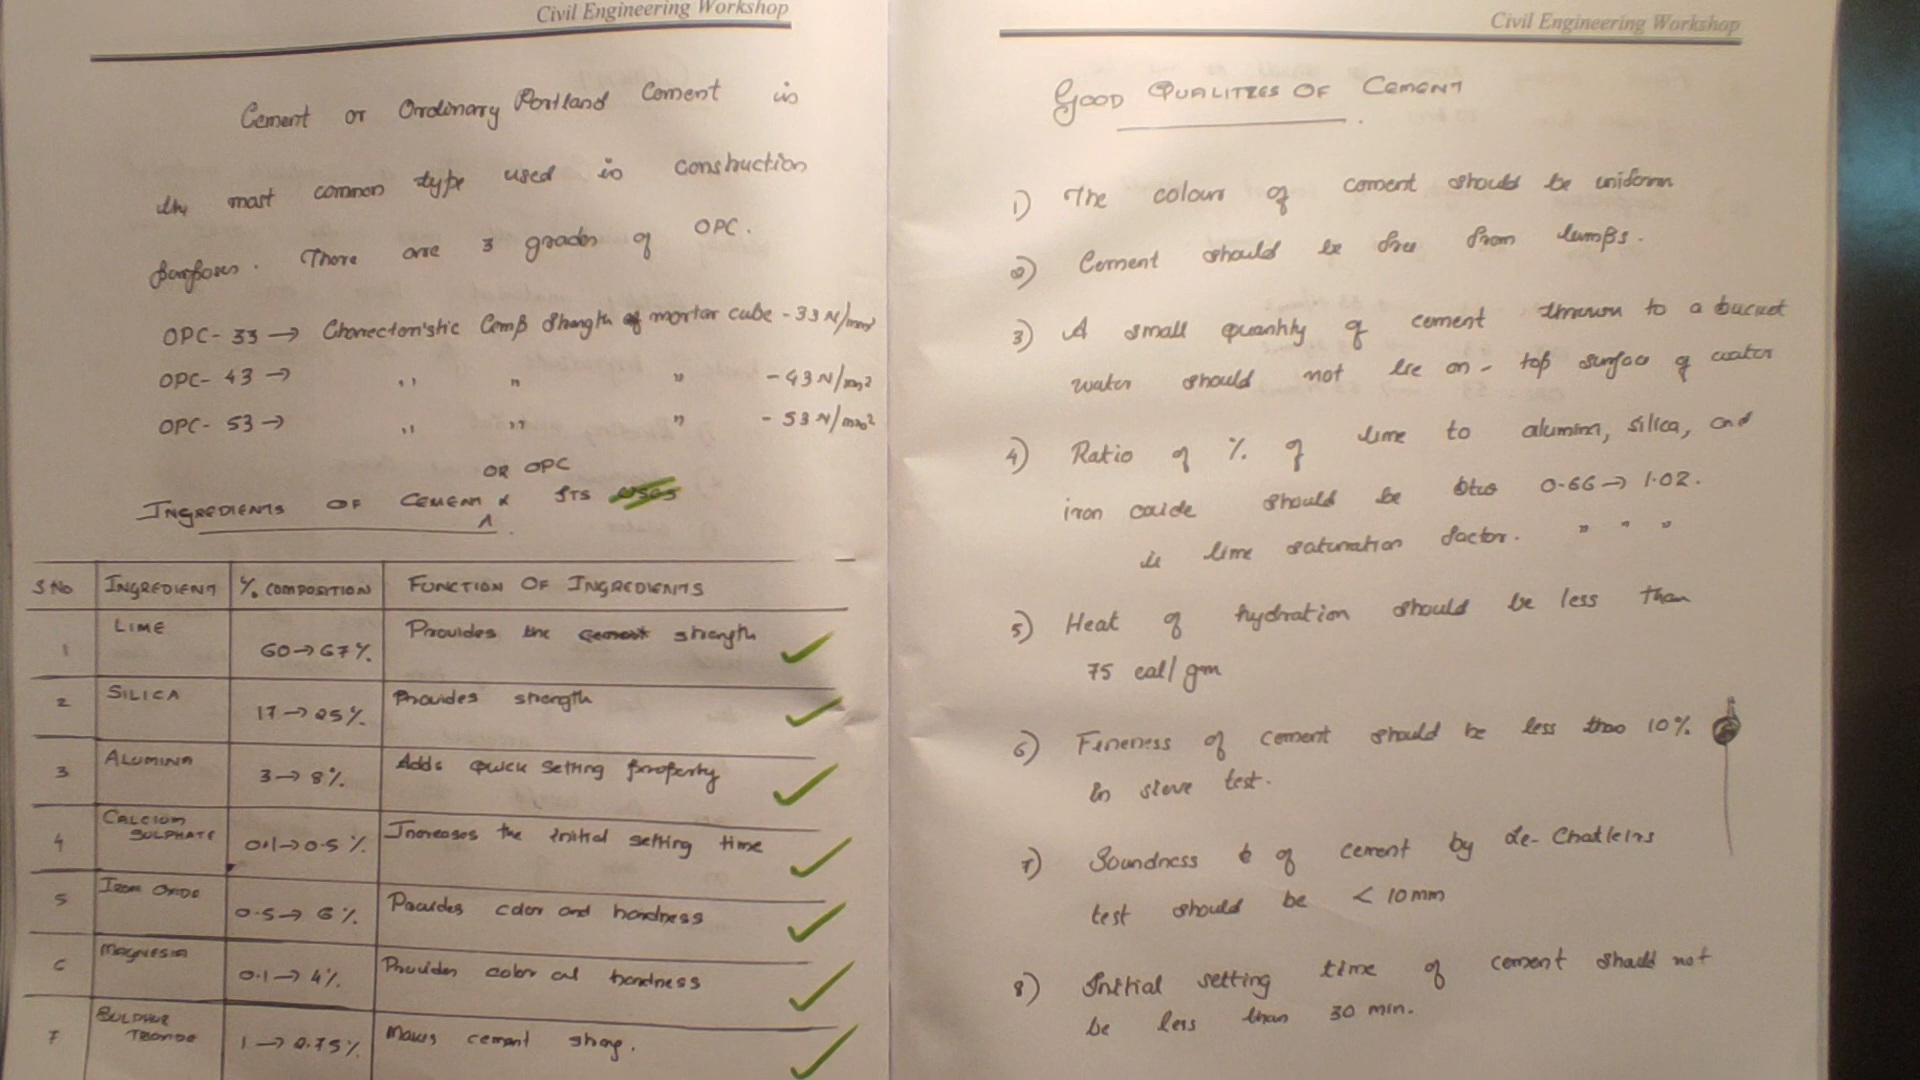 Civil Engineering Workshop
Cement or Ordinary Portland Cement is
the most common type used in construction
purposes. There are 3 grades of OPC.
OPC-33 → Charecteristic Comp Strength of mortar cube - 33 N/mm²
OPC-43 → ,, " " - 43 N/mm²
OPC-53 → ,, ,, " - 53 N/mm²
OR OPC
INGREDIENTS OF CEMENT & ITS USES
S No INGREDIENT % COMPOSITION FUNCTION OF INGREDIENTS
1 LIME 60→67%. Provides the cement strength
2 SILICA 17→25%. Provides strength
3 ALUMINA 3→8%. Adds quick setting property
4 CALCIUM SULPHATE 0.1→0.5%. Increases the initial setting time
5 IRON OXIDE 0.5→6%. Provides color and hardness
6 MAGNESIA 0.1→4%. Provides color and hardness
7 SULPHUR 1→2.75%. Makes cement
Civil Engineering Workshop
GOOD QUALITIES OF CEMENT
1) The colour of cement should be uniform
2) Cement should be free from lumps.
3) A small quantity of cement thrown to a bucket
water should not lie on - top surface of water
4) Ratio of % of lime to alumina, silica, and
iron oxide should be btw 0.66→1.02.
is lime saturation factor. " " "
5) Heat of hydration should be less than
75 cal/gm
6) Fineness of cement should be less than 10%.
in sieve test.
7) Soundness of cement by Le-Chatleirs
test should be < 10mm
8) Initial setting time of cement should not
be less than 30 min.